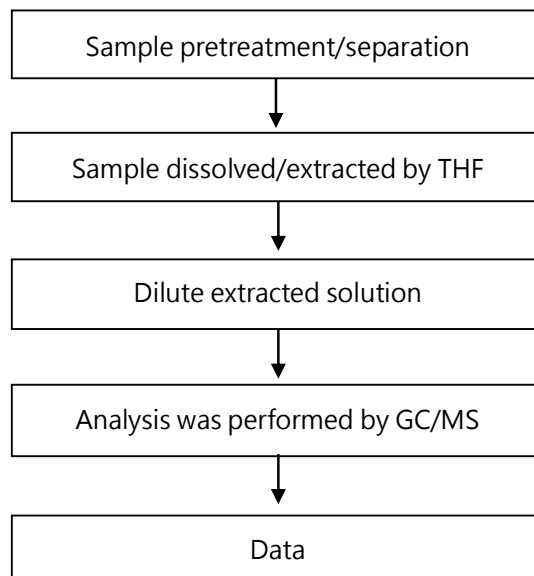 Sample pretreatment/separation
Sample dissolved/extracted by THF
Dilute extracted solution
Analysis was performed by GC/MS
Data